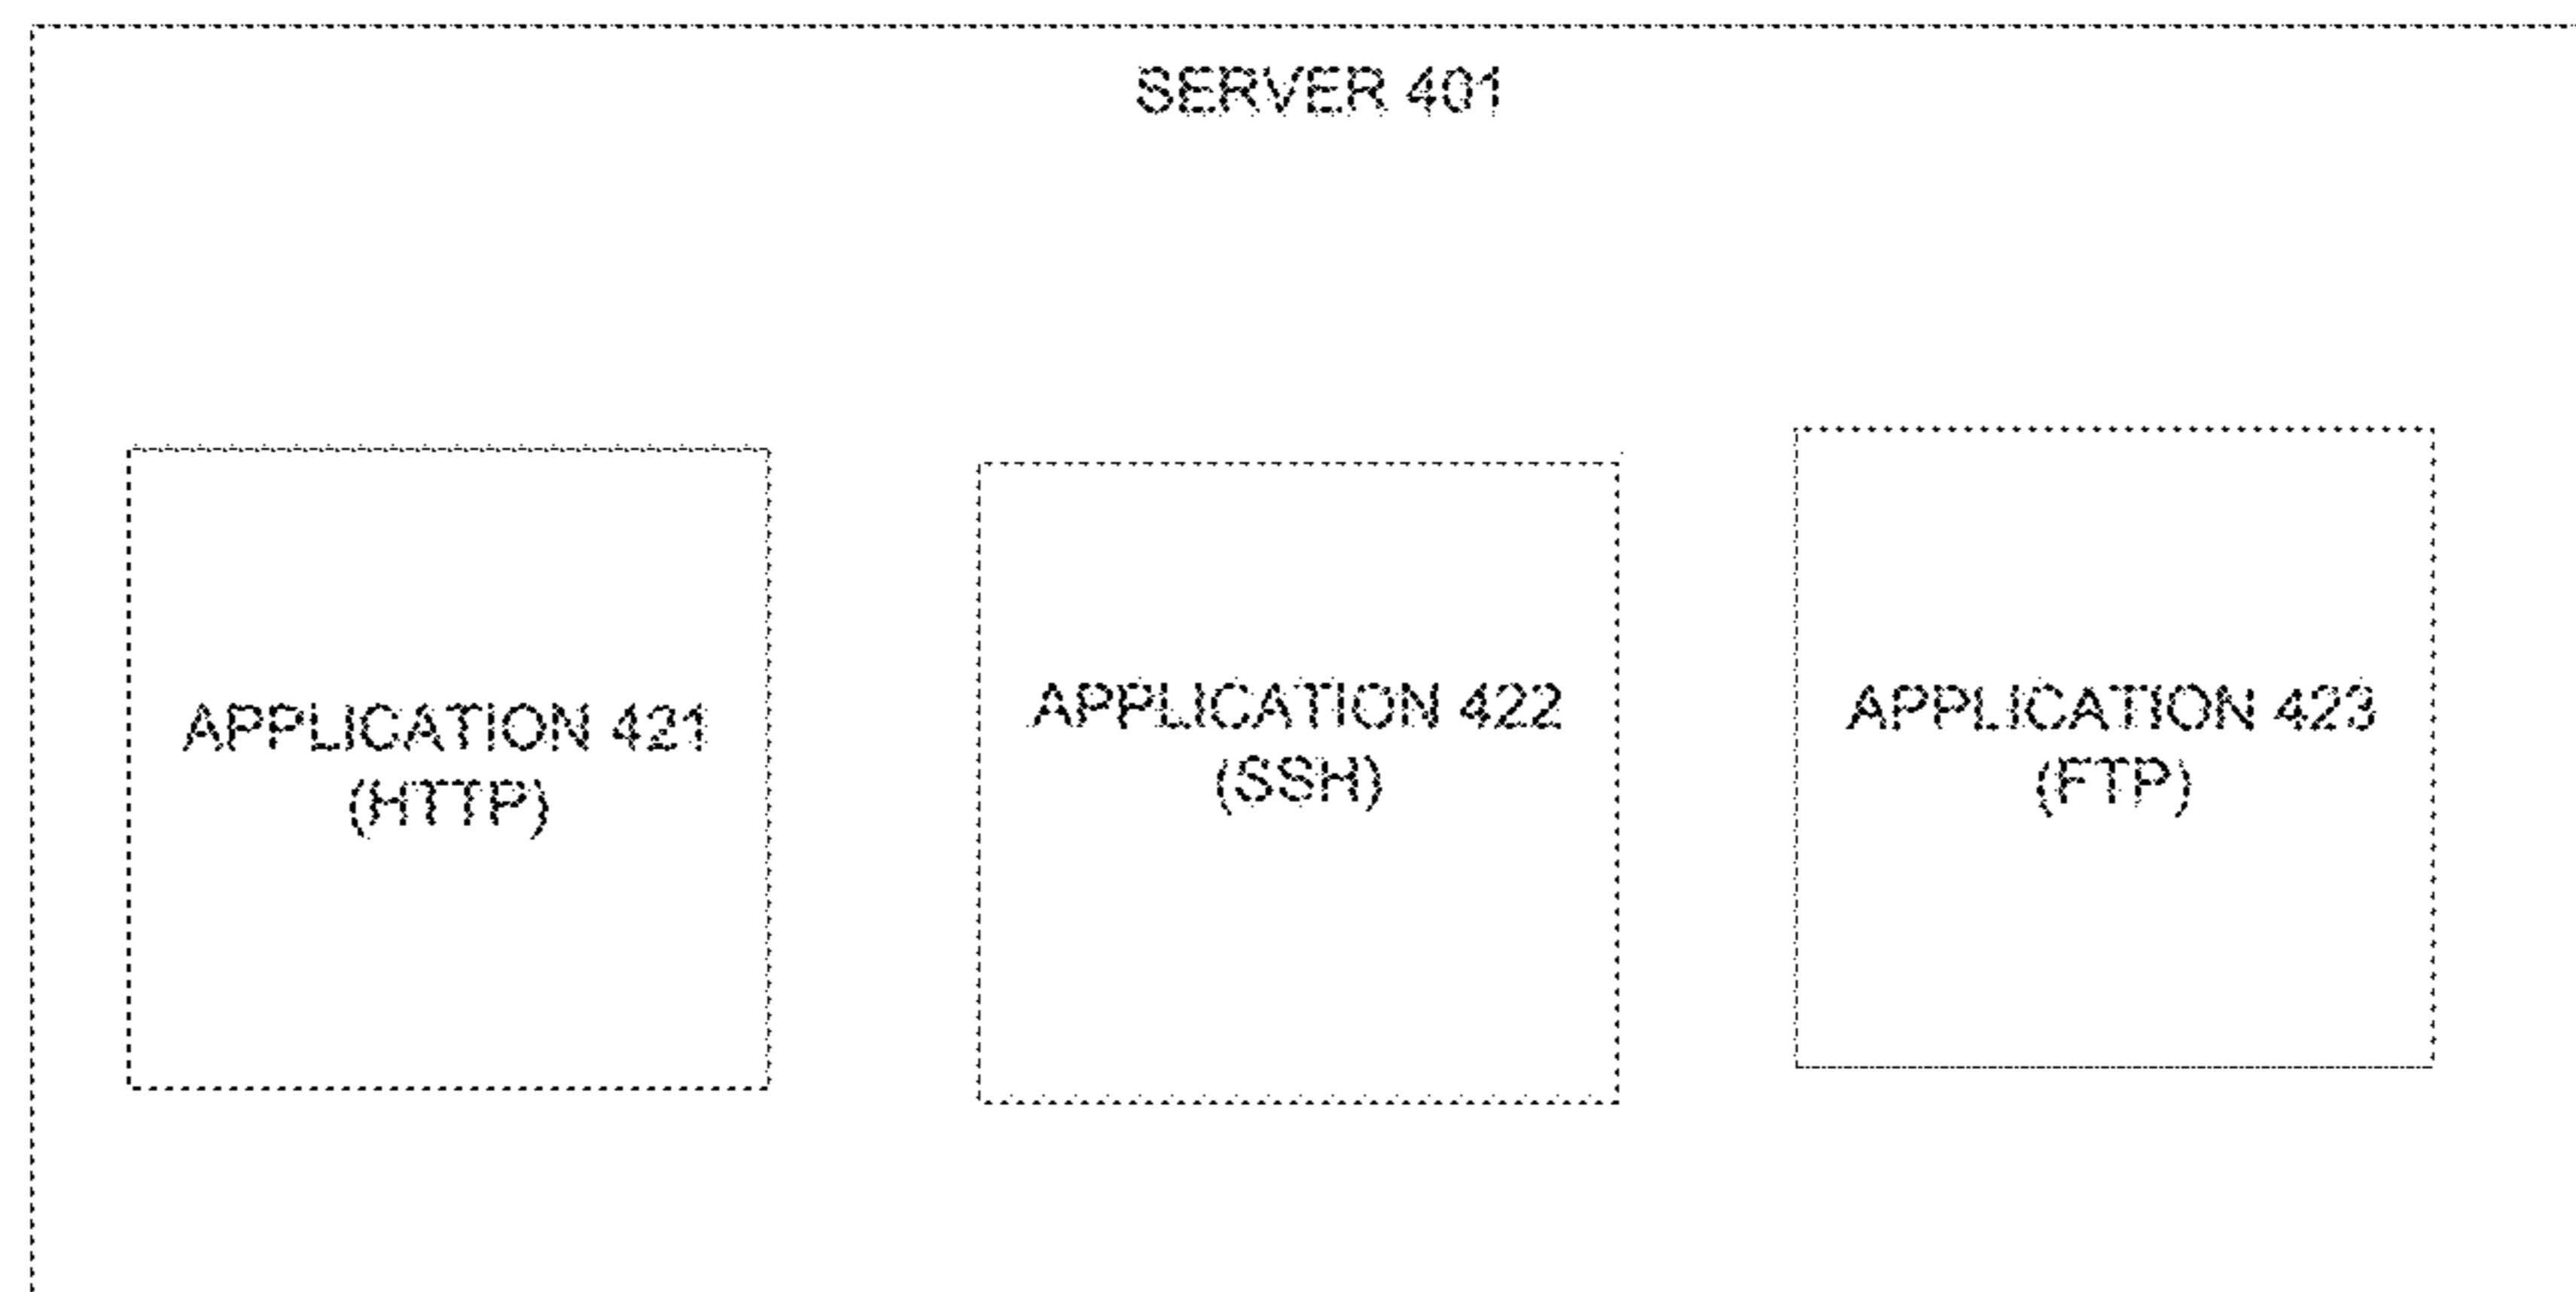 SERVER 401
APPLICATION 421
(HTTP)
APPLICATION 422
(SSH)
APPLICATION 423
(FTP)